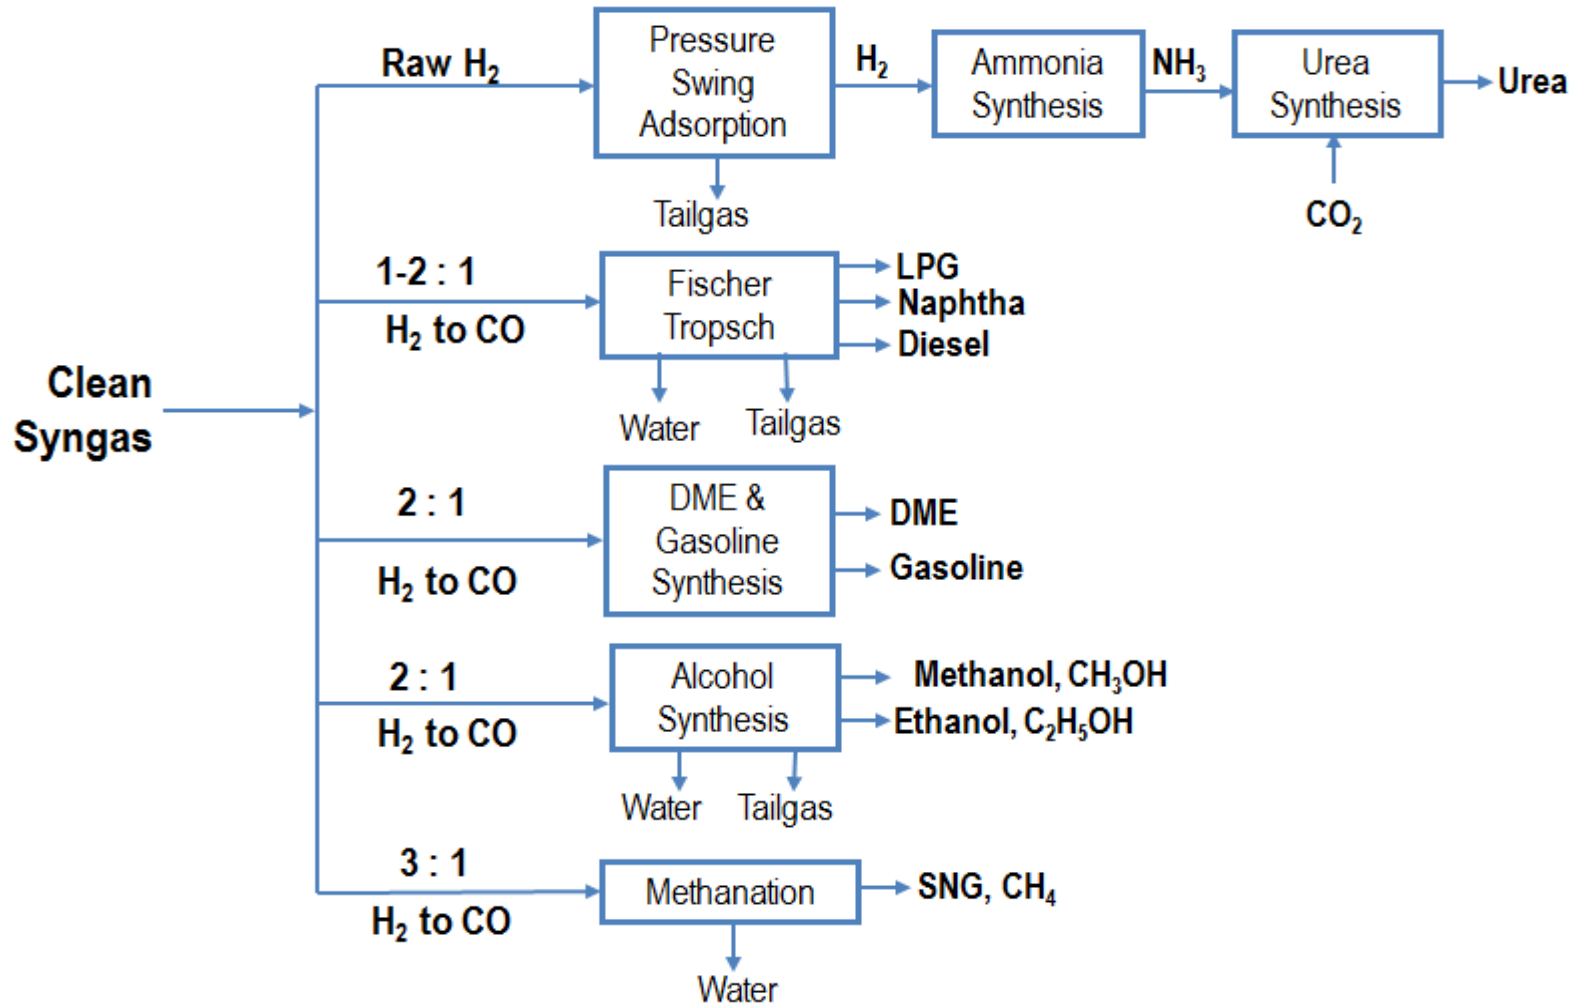 Raw H₂
Pressure
Swing
Adsorption
H₂
Ammonia
Synthesis
NH₃
Urea
Synthesis
Urea
Tailgas
CO₂
1-2 : 1
H₂ to CO
Fischer
Tropsch
LPG
Naphtha
Diesel
Water
Tailgas
Clean
Syngas
2 : 1
H₂ to CO
DME &
Gasoline
Synthesis
DME
Gasoline
2 : 1
H₂ to CO
Alcohol
Synthesis
Methanol, CH₃OH
Ethanol, C₂H₅OH
Water
Tailgas
3 : 1
H₂ to CO
Methanation
SNG, CH₄
Water